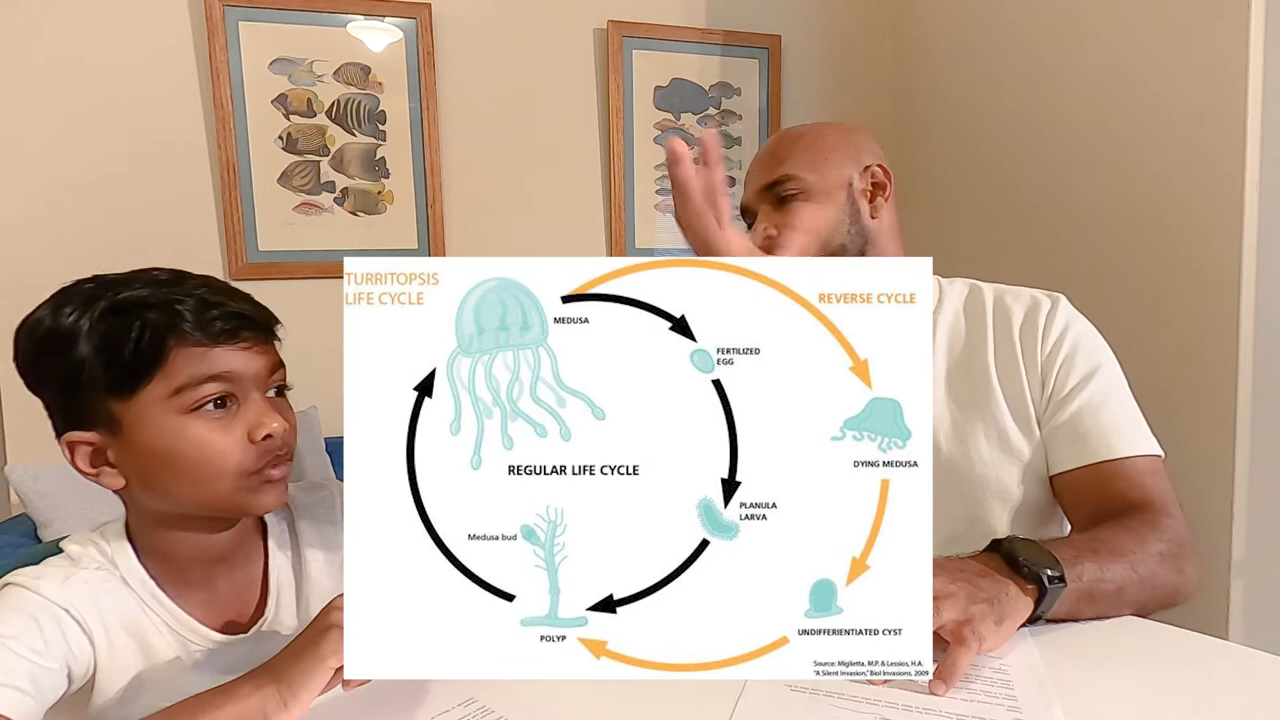 TURRITOPSIS
LIFE CYCLE
REVERSE CYCLE
MEDUSA
FERTILIZED
EGG
DYING MEDUSA
REGULAR LIFE CYCLE
PLANULA
LARVA
Medusa bud
UNDIFFERIENTIATED CYST
POLYP
Source: Miglietta, M.P. & Lessios, H.A.
"A Silent Invasion," Biol Invasions, 2009